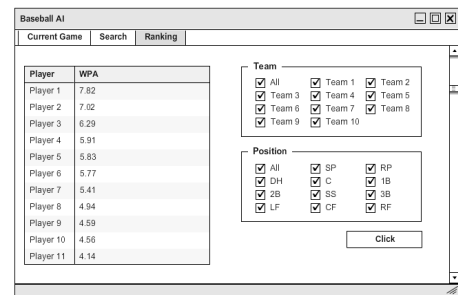 Baseball AI
Current Game Search Ranking
Player WPA
Player 1 7.82
Player 2 7.02
Player 3 6.29
Player 4 5.91
Player 5 5.83
Player 6 5.77
Player 7 5.41
Player 8 4.94
Player 9 4.59
Player 10 4.56
Player 11 4.14
Team
All Team 1 Team 2
Team 3 Team 4 Team 5
Team 6 Team 7 Team 8
Team 9 Team 10
Position
All SP RP
DH C 1B
2B SS 3B
LF CF RF
Click